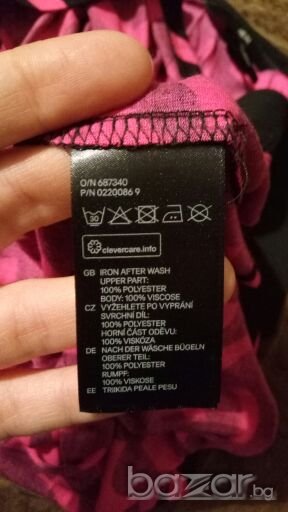 O/N 687340
P/N 0220086 9
30
clevercare.info
GB IRON AFTER WASH
UPPER PART:
100% POLYESTER
BODY: 100% VISCOSE
CZ VYŽEHLETE PO VYPRÁNÍ
SVRCHNÍ DÍL:
100% POLYESTER
HORNÍ ČÁST ODĚVU:
100% VISKÓZA
DE NACH DER WÄSCHE BÜGELN
OBERER TEIL:
100% POLYESTER
RUMPF:
100% VISKOSE
EE TRIIKIDA PEALE PESU
bazar.bg